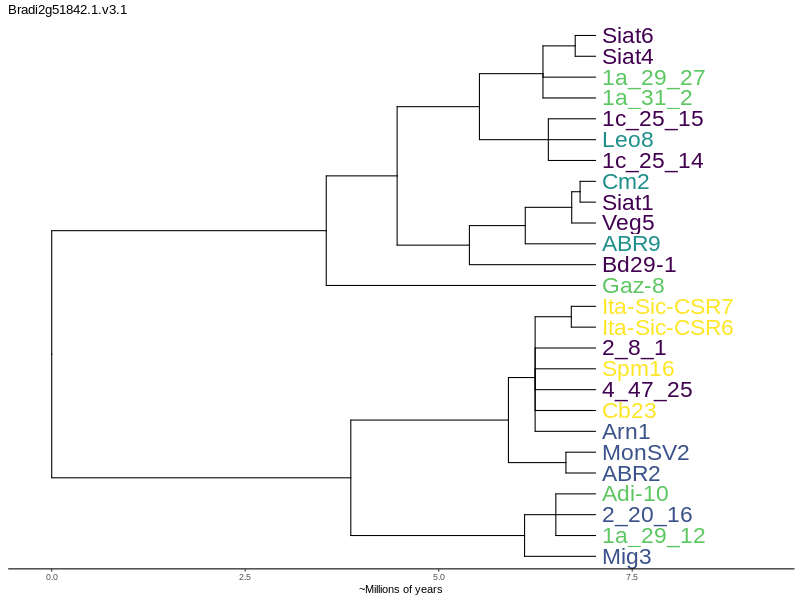 Bradi2g51842.1.v3.1
Siat6
Siat4
1a_29_27
1a_31_2
1c_25_15
Leo8
1c_25_14
Cm2
Siat1
Veg5
ABR9
Bd29-1
Gaz-8
Ita-Sic-CSR7
Ita-Sic-CSR6
2_8_1
Spm16
4_47_25
Cb23
Arn1
MonSV2
ABR2
Adi-10
2_20_16
1a_29_12
Mig3
0.0 2.5 5.0 7.5
~Millions of years